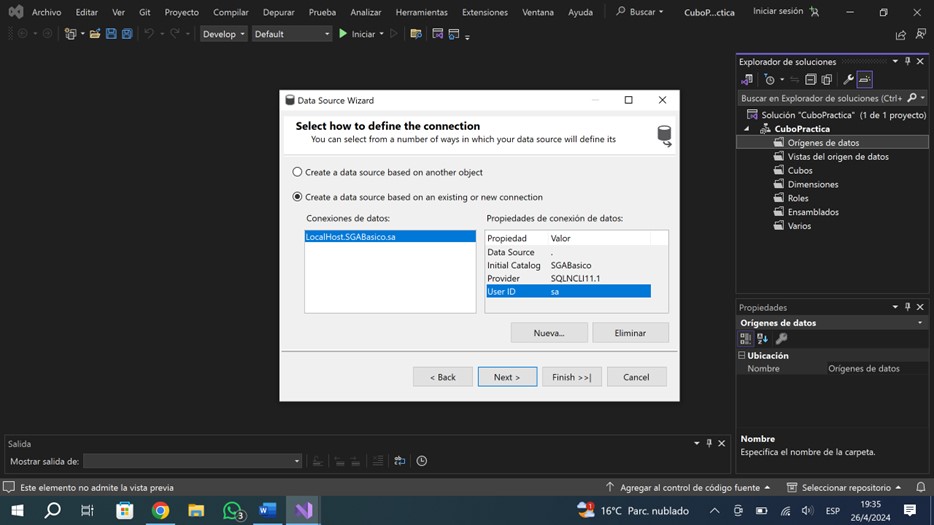 Archivo Editar Ver Git Proyecto Compilar Depurar Prueba Analizar Herramientas Extensiones Ventana Ayuda Buscar CuboP...ctica Iniciar sesión
Develop Default Iniciar
Explorador de soluciones
Buscar en Explorador de soluciones (Ctrl+
Solución "CuboPractica" (1 de 1 proyecto)
CuboPractica
Orígenes de datos
Vistas del origen de datos
Cubos
Dimensiones
Roles
Ensamblados
Varios
Data Source Wizard
Select how to define the connection
You can select from a number of ways in which your data source will define its
Create a data source based on another object
Create a data source based on an existing or new connection
Conexiones de datos: Propiedades de conexión de datos:
LocalHost.SGABasico.sa
Propiedad Valor
Data Source .
Initial Catalog SGABasico
Provider SQLNCLI11.1
User ID sa
Nueva... Eliminar
< Back Next > Finish >>| Cancel
Propiedades
Orígenes de datos
Ubicación
Nombre Orígenes de datos
Nombre
Especifica el nombre de la carpeta.
Salida
Mostrar salida de:
Este elemento no admite la vista previa Agregar al control de código fuente Seleccionar repositorio
3 W 16°C Parc. nublado ESP 19:35
26/4/2024